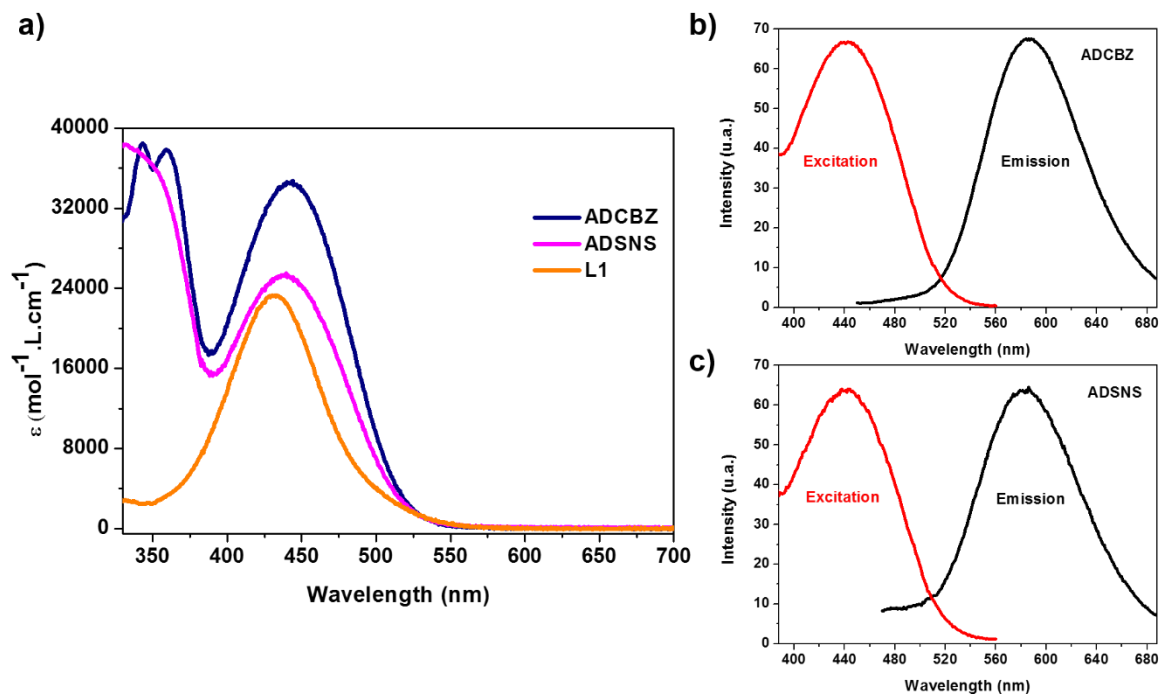 a)
40000
32000
24000
16000
8000
0
ε (mol⁻¹.L.cm⁻¹)
ADCBZ
ADSNS
L1
350 400 450 500 550 600 650 700
Wavelength (nm)
b)
70
60
50
40
30
20
10
0
Intensity (u.a.)
ADCBZ
Excitation
Emission
400 440 480 520 560 600 640 680
Wavelength (nm)
c)
70
60
50
40
30
20
10
0
Intensity (u.a.)
ADSNS
Excitation
Emission
400 440 480 520 560 600 640 680
Wavelength (nm)